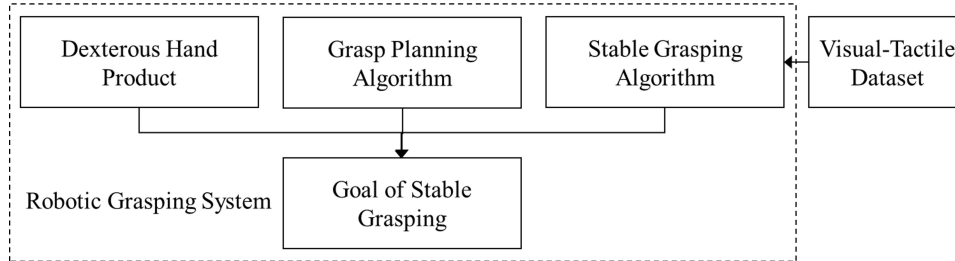 Dexterous Hand
Product
Grasp Planning
Algorithm
Stable Grasping
Algorithm
Visual-Tactile
Dataset
Robotic Grasping System
Goal of Stable
Grasping